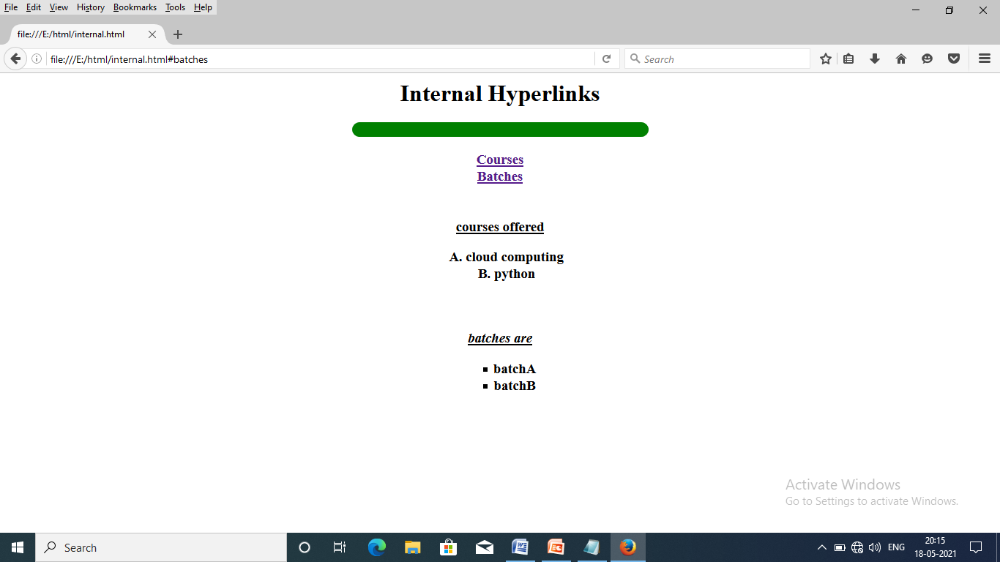 File Edit View History Bookmarks Tools Help
file:///E:/html/internal.html
file:///E:/html/internal.html#batches
Search
Internal Hyperlinks
Courses
Batches
courses offered
A. cloud computing
B. python
batches are
batchA
batchB
Activate Windows
Go to Settings to activate Windows.
Search
ENG
20:15
18-05-2021